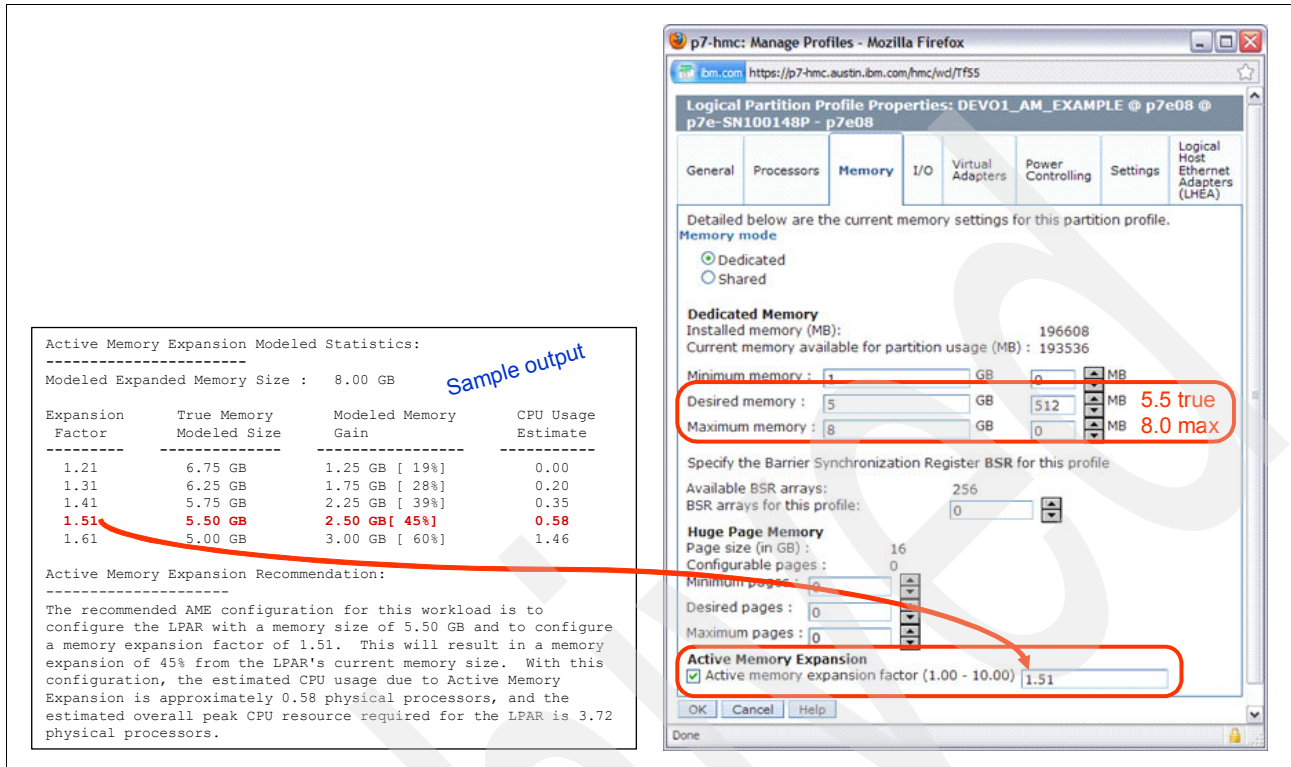 Active Memory Expansion Modeled Statistics:
-----------------------
Modeled Expanded Memory Size : 8.00 GB
Sample output
Expansion True Memory Modeled Memory CPU Usage
Factor Modeled Size Gain Estimate
--------- -------------- ----------------- -----------
1.21 6.75 GB 1.25 GB [ 19%] 0.00
1.31 6.25 GB 1.75 GB [ 28%] 0.20
1.41 5.75 GB 2.25 GB [ 39%] 0.35
1.51 5.50 GB 2.50 GB[ 45%] 0.58
1.61 5.00 GB 3.00 GB [ 60%] 1.46
Active Memory Expansion Recommendation:
---------------------
The recommended AME configuration for this workload is to
configure the LPAR with a memory size of 5.50 GB and to configure
a memory expansion factor of 1.51. This will result in a memory
expansion of 45% from the LPAR's current memory size. With this
configuration, the estimated CPU usage due to Active Memory
Expansion is approximately 0.58 physical processors, and the
estimated overall peak CPU resource required for the LPAR is 3.72
physical processors.
p7-hmc: Manage Profiles - Mozilla Firefox
ibm.com https://p7-hmc.austin.ibm.com/hmc/wcl/Tf55
Logical Partition Profile Properties: DEVO1_AM_EXAMPLE @ p7e08 @
p7e-SN100148P - p7e08
General Processors Memory I/O Virtual Adapters Power Controlling Settings Logical Host Ethernet Adapters (LHEA)
Detailed below are the current memory settings for this partition profile.
Memory mode
Dedicated
Shared
Dedicated Memory
Installed memory (MB): 196608
Current memory available for partition usage (MB) : 193536
Minimum memory : 1 GB 0 MB
Desired memory : 5 GB 512 MB 5.5 true
Maximum memory : 8 GB 0 MB 8.0 max
Specify the Barrier Synchronization Register BSR for this profile
Available BSR arrays: 256
BSR arrays for this profile: 0
Huge Page Memory
Page size (in GB) : 16
Configurable pages : 0
Minimum pages : 0
Desired pages : 0
Maximum pages : 0
Active Memory Expansion
Active memory expansion factor (1.00 - 10.00) 1.51
OK Cancel Help
Done